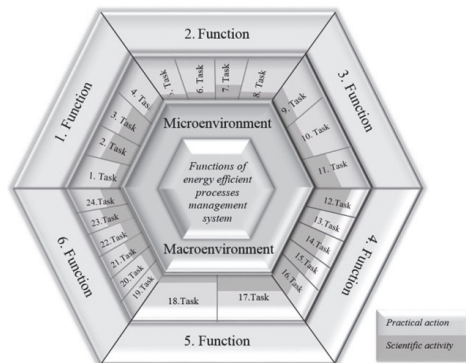 2. Function
3. Function
4. Function
5. Function
6. Function
1. Function
1. Task
2. Task
3. Task
6. Task
7. Task
8. Task
9. Task
10. Task
11. Task
12.Task
13.Task
14.Task
15.Task
16.Task
17.Task
18.Task
19.Task
20.Task
21.Task
22.Task
23.Task
24.Task
Microenvironment
Functions of
energy efficient
processes
management
system
Macroenvironment
Practical action
Scientific activity